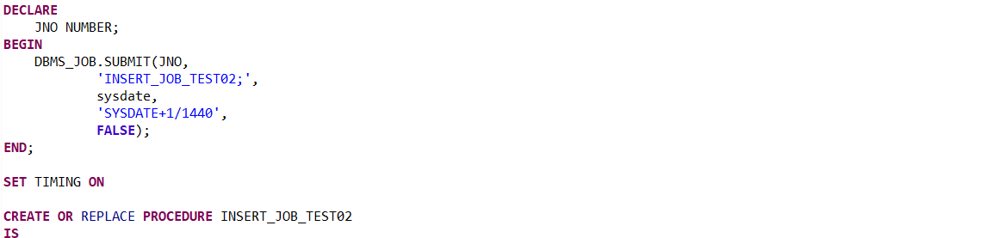 DECLARE
    JNO NUMBER;
BEGIN
    DBMS_JOB.SUBMIT(JNO,
            'INSERT_JOB_TEST02;',
            sysdate,
            'SYSDATE+1/1440',
            FALSE);
END;

SET TIMING ON

CREATE OR REPLACE PROCEDURE INSERT_JOB_TEST02
IS